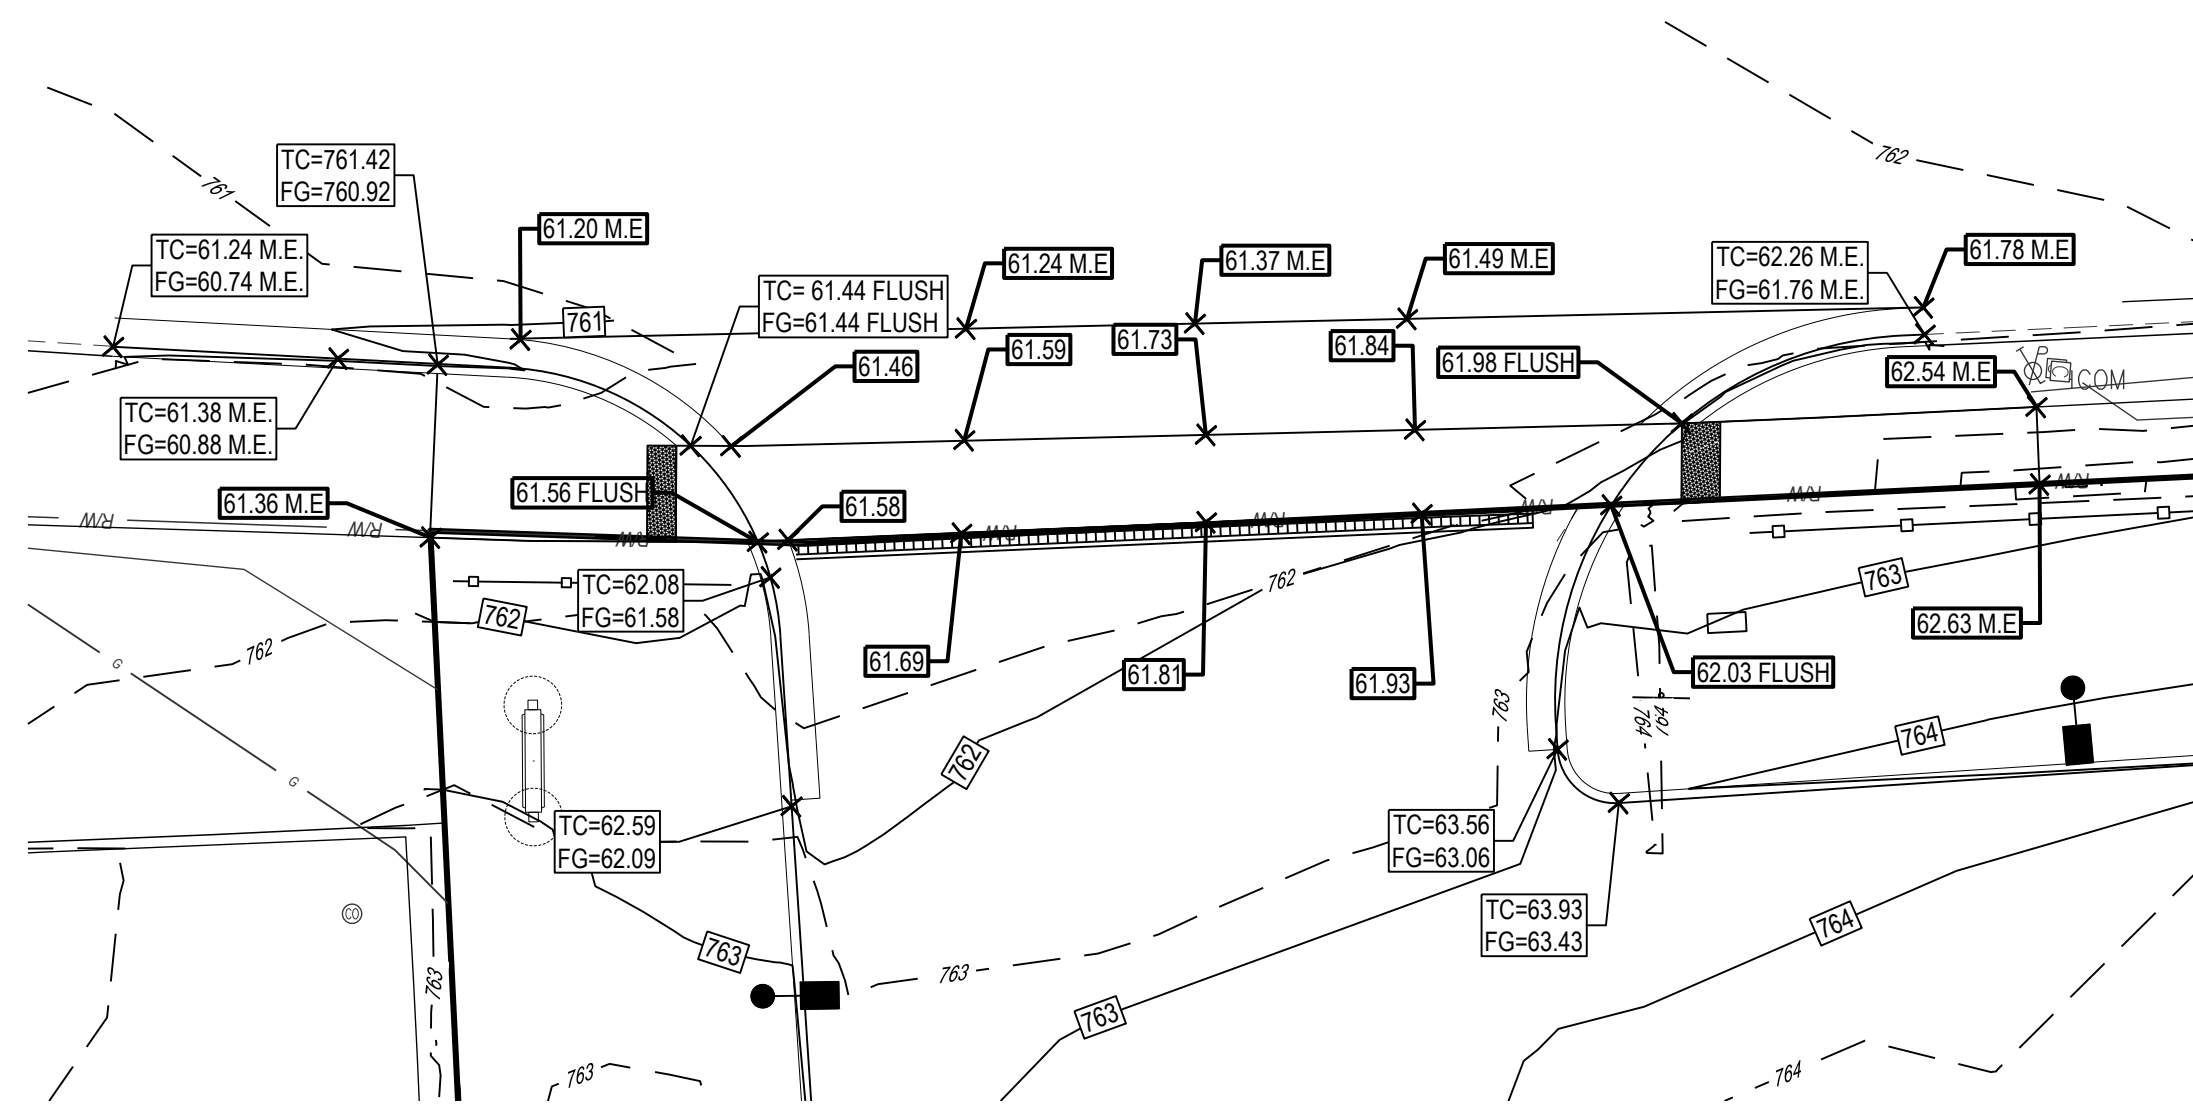 762
TC=761.42
FG=760.92
761
61.20 M.E
TC=61.24 M.E.
FG=60.74 M.E.
61.24 M.E
61.37 M.E
61.49 M.E
TC=62.26 M.E.
FG=61.76 M.E.
61.78 M.E
TC= 61.44 FLUSH
FG=61.44 FLUSH
761
61.46
61.59
61.73
61.84
61.98 FLUSH
62.54 M.E
COM
TC=61.38 M.E.
FG=60.88 M.E.
61.36 M.E
61.56 FLUSH
61.58
R/W
R/W
R/W
R/W
R/W
R/W
R/W
R/W
TC=62.08
FG=61.58
762
762
762
763
62.63 M.E
G
61.69
61.81
61.93
62.03 FLUSH
763
764
764
764
762
G
TC=62.59
FG=62.09
TC=63.56
FG=63.06
CO
TC=63.93
FG=63.43
764
763
763
763
763
763
764